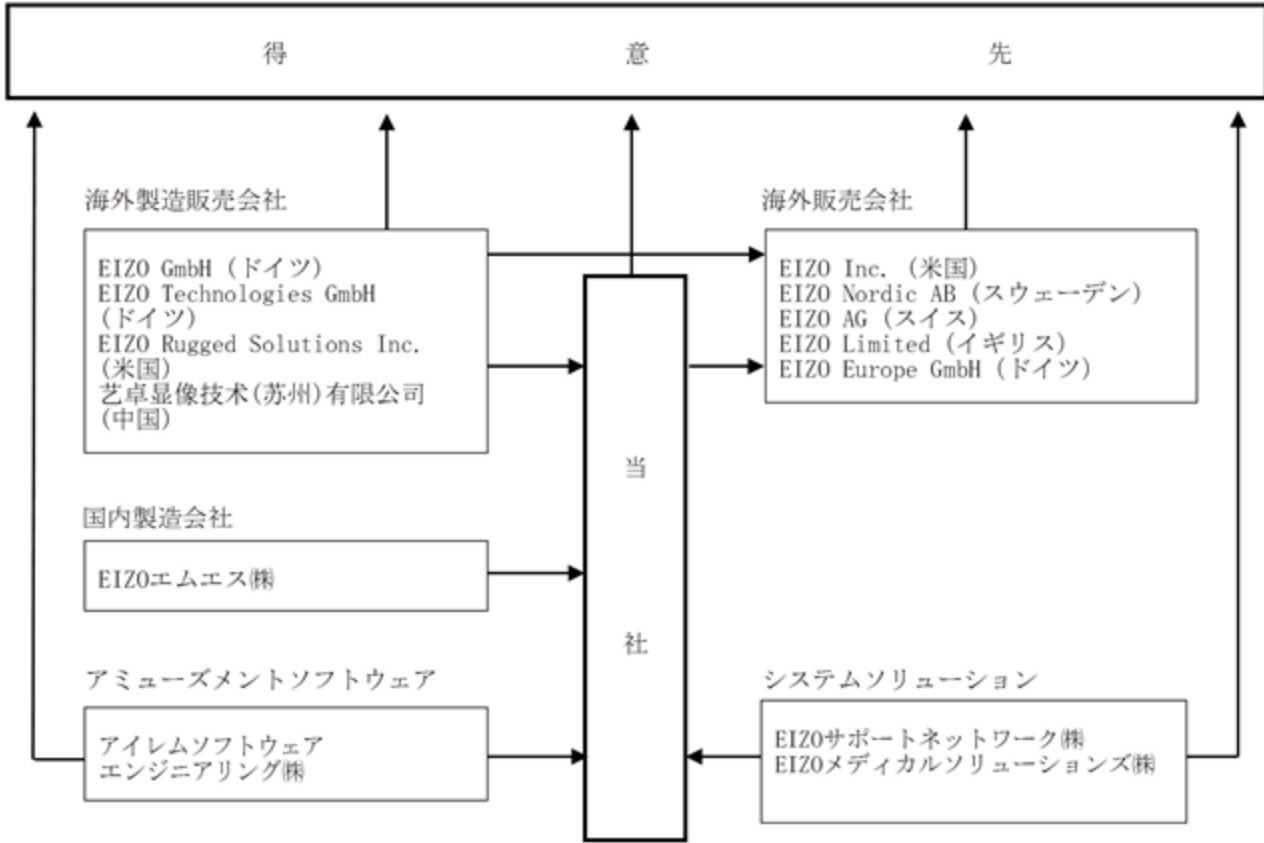 得意先
海外製造販売会社
EIZO GmbH (ドイツ)
EIZO Technologies GmbH
(ドイツ)
EIZO Rugged Solutions Inc.
(米国)
艺卓显像技术(苏州)有限公司
(中国)
海外販売会社
EIZO Inc. (米国)
EIZO Nordic AB (スウェーデン)
EIZO AG (スイス)
EIZO Limited (イギリス)
EIZO Europe GmbH (ドイツ)
当社
国内製造会社
EIZOエムエス㈱
アミューズメントソフトウェア
アイレムソフトウェア
エンジニアリング㈱
システムソリューション
EIZOサポートネットワーク㈱
EIZOメディカルソリューションズ㈱